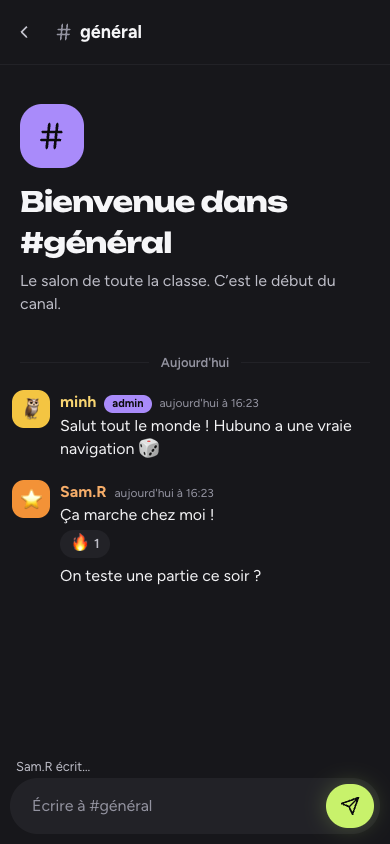 # général
#
Bienvenue dans
#général
Le salon de toute la classe. C’est le début du
canal.
Aujourd'hui
minh admin aujourd'hui à 16:23
Salut tout le monde ! Hubuno a une vraie
navigation 🎲
Sam.R aujourd'hui à 16:23
Ça marche chez moi !
🔥 1
On teste une partie ce soir ?
Sam.R écrit…
Écrire à #général